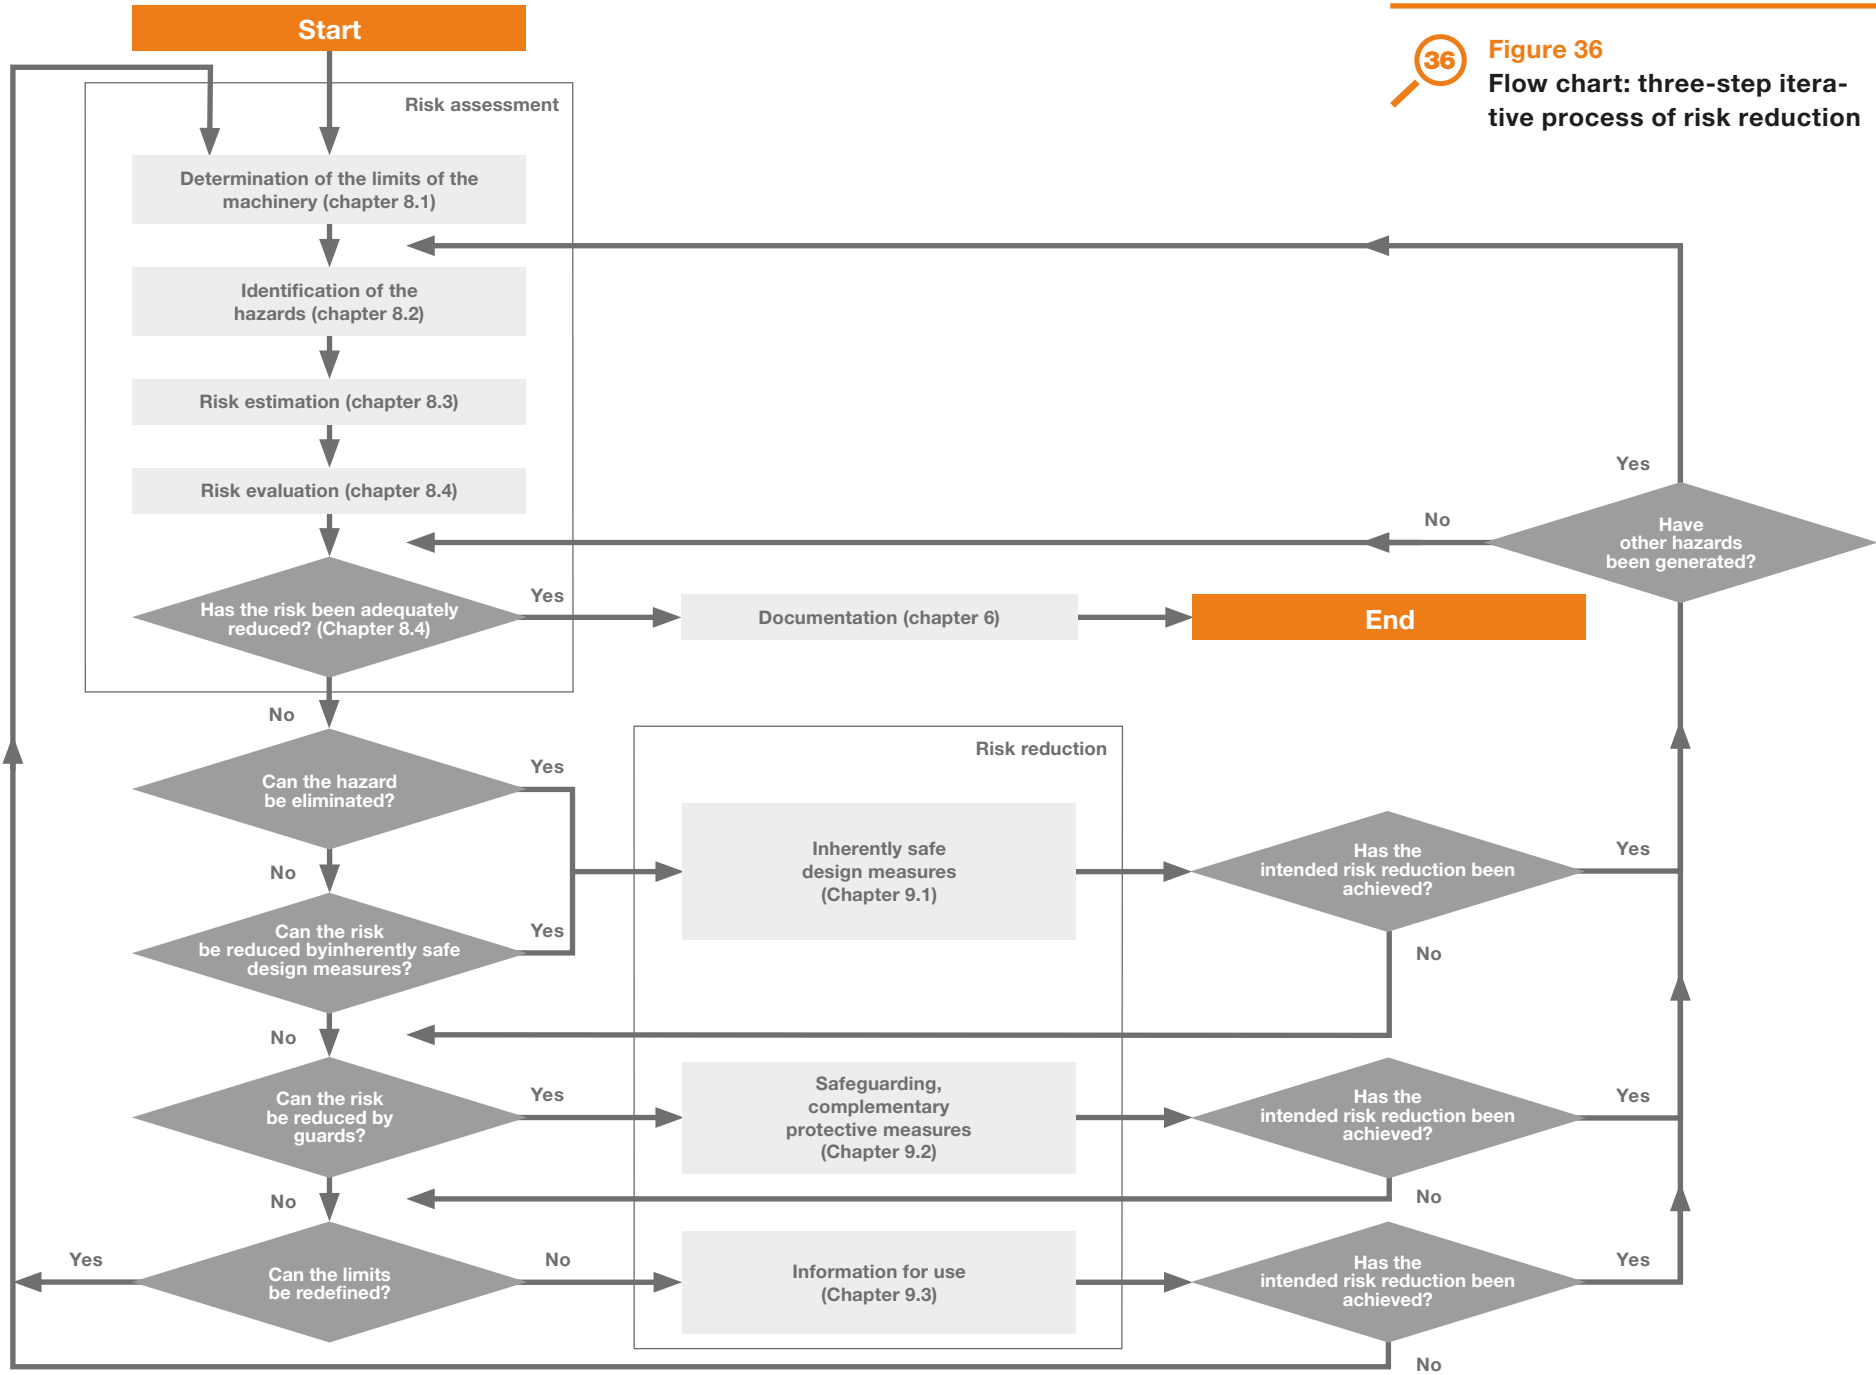 Start
36
Figure 36
Flow chart: three-step itera-
tive process of risk reduction
Risk assessment
Determination of the limits of the
machinery (chapter 8.1)
Identification of the
hazards (chapter 8.2)
Risk estimation (chapter 8.3)
Risk evaluation (chapter 8.4)
Yes
No
Have
other hazards
been generated?
Has the risk been adequately
reduced? (Chapter 8.4)
Yes
Documentation (chapter 6)
End
No
Can the hazard
be eliminated?
Yes
Risk reduction
No
Can the risk
be reduced byinherently safe
design measures?
Yes
Inherently safe
design measures
(Chapter 9.1)
Has the
intended risk reduction been
achieved?
Yes
No
No
Can the risk
be reduced by
guards?
Yes
Safeguarding,
complementary
protective measures
(Chapter 9.2)
Has the
intended risk reduction been
achieved?
Yes
No
No
Yes
Can the limits
be redefined?
No
Information for use
(Chapter 9.3)
Has the
intended risk reduction been
achieved?
Yes
No